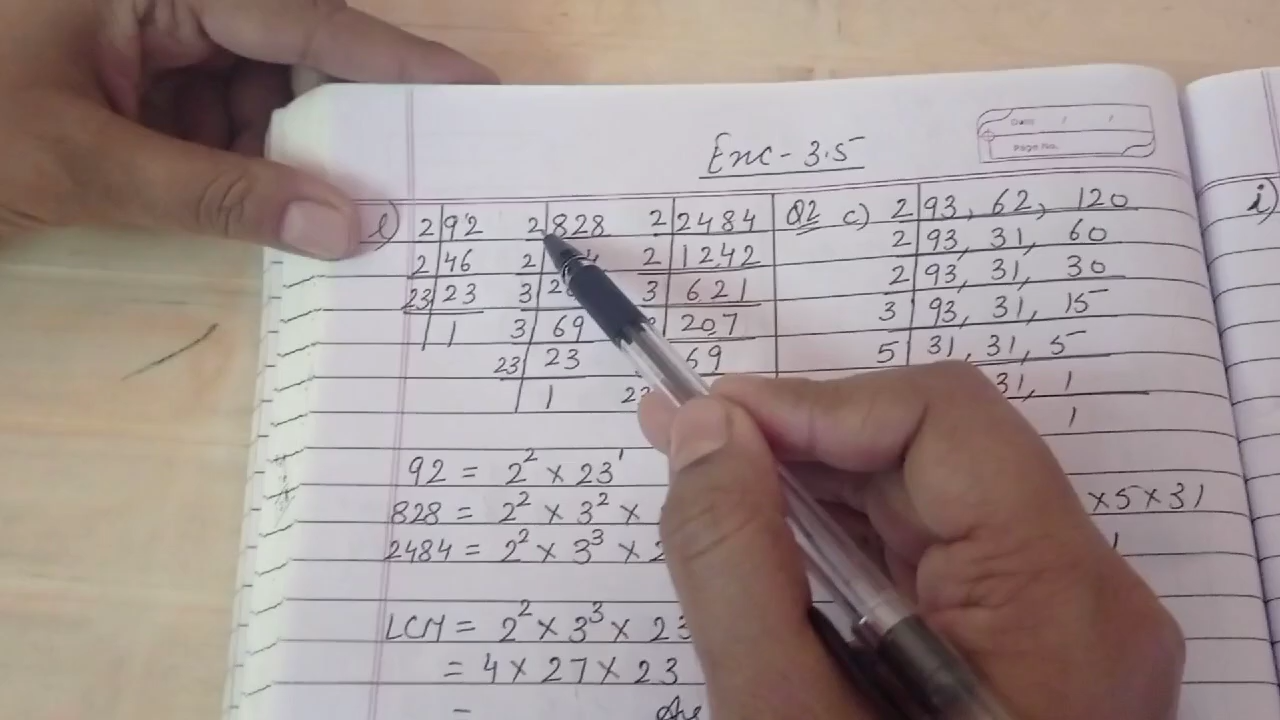 Exc - 3.5
Date / /
Page No.
l) 2 92 2 828 2 2484 Q2 c) 2 93, 62, 120
2 46 2 4 2 1242 2 93, 31, 60
23 23 3 3 621 2 93, 31, 30
1 3 69 207 3 93, 31, 15
23 23 69 5 31, 31, 5
1 31, 1
1
92 = 2² × 23¹
828 = 2² × 3² × ×5×31
2484 = 2² × 3³ ×
LCM = 2² × 3³ × 23
= 4 × 27 × 23
=
i)